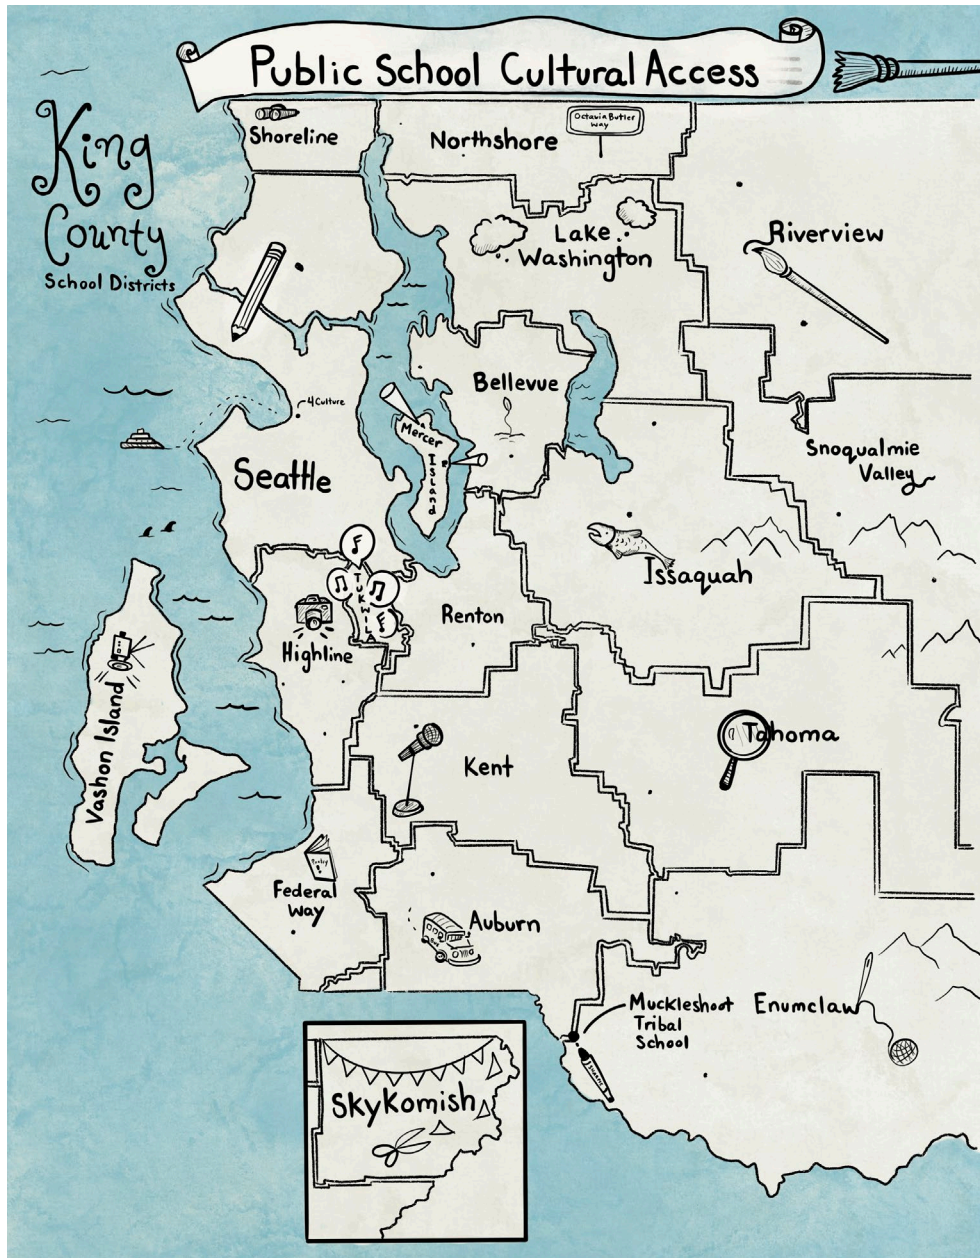 Public School Cultural Access
King
County
School Districts
Shoreline
Northshore
Octavia Butler
Way
Lake
Washington
Riverview
4Culture
Bellevue
Mercer
Island
Seattle
Snoqualmie
Valley
Issaquah
Tukwila
Renton
Highline
Vashon Island
Tahoma
Kent
Poetry
Federal
Way
Auburn
Muckleshoot
Tribal
School
Enumclaw
Skykomish